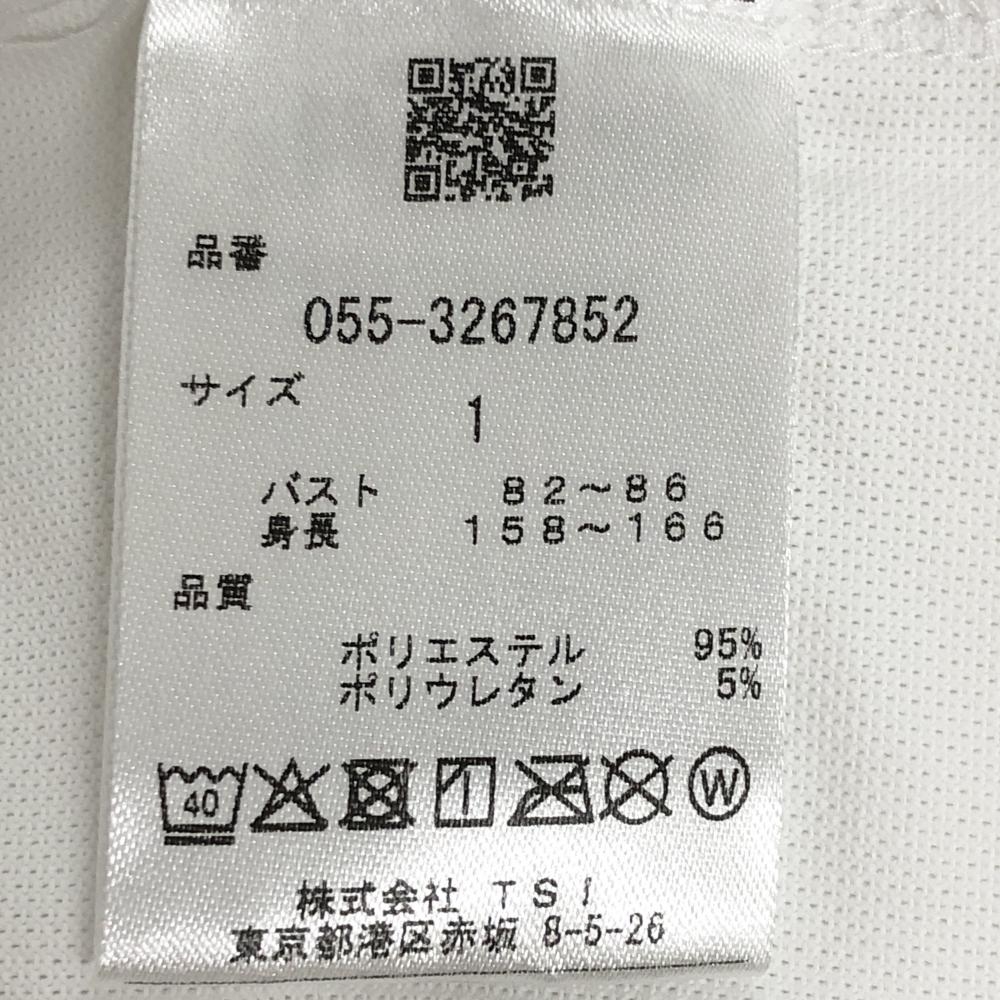 品番
055-3267852
サイズ
1
バスト 82~86
身長 158~166
品質
ポリエステル 95%
ポリウレタン 5%
40 W
株式会社 TSI
東京都港区赤坂 8-5-26